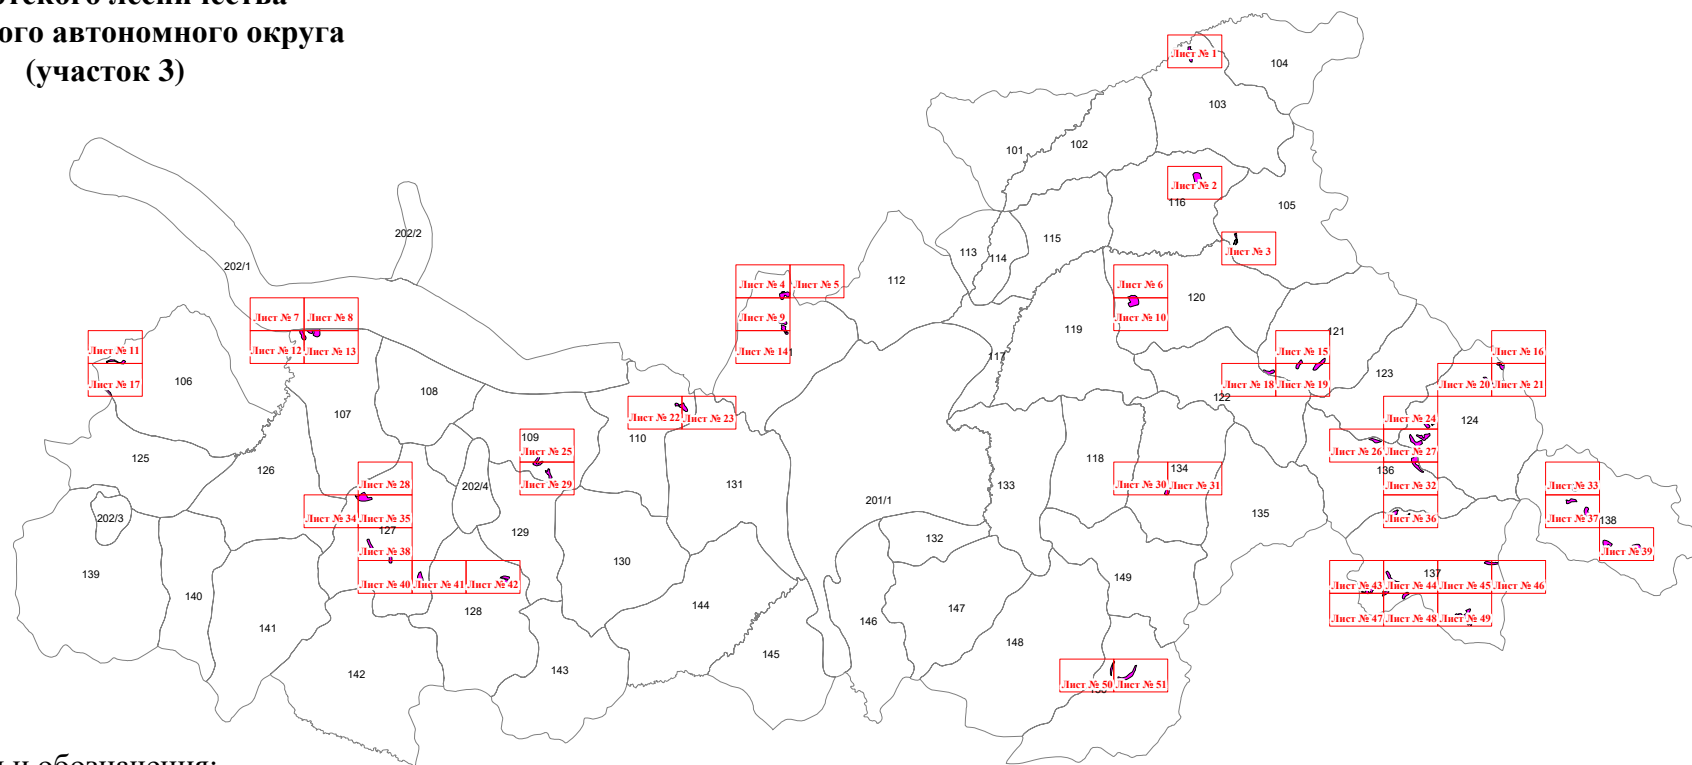 автономного округа
(участок 3)
104
Лист № 1
103
101
102
Лист № 2
116
105
202/2
115
113
114
Лист № 3
202/1
112
Лист № 4
Лист № 5
Лист № 6
120
Лист № 7
Лист № 8
Лист № 9
Лист № 10
119
121
Лист № 11
Лист № 12
Лист № 13
Лист № 14
117
Лист № 15
Лист № 16
106
Лист № 17
108
123
Лист № 18
Лист № 19
Лист № 20
Лист № 21
122
107
Лист № 22
Лист № 23
Лист № 24
124
109
110
Лист № 25
Лист № 26
Лист № 27
125
126
118
134
136
131
202/4
133
Лист № 28
Лист № 29
Лист № 30
Лист № 31
Лист № 32
Лист № 33
201/1
202/3
135
Лист № 34
Лист № 35
Лист № 36
Лист № 37
138
127
129
132
Лист № 38
Лист № 39
139
130
149
137
Лист № 40
Лист № 41
Лист № 42
Лист № 43
Лист № 44
Лист № 45
Лист № 46
140
128
144
147
141
146
Лист № 47
Лист № 48
Лист № 49
148
145
143
142
Лист № 50
Лист № 51
обозначения: